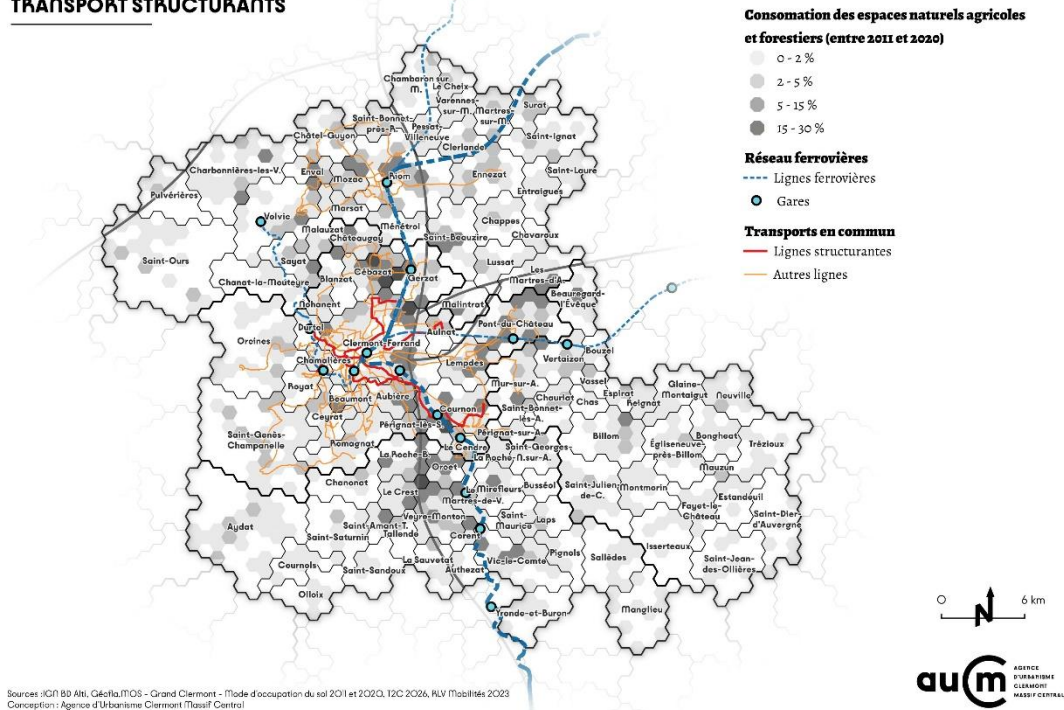 TRANSPORT STRUCTURANTS
Consomation des espaces naturels agricoles
et forestiers (entre 2011 et 2020)
0 - 2 %
2 - 5 %
5 - 15 %
15 - 30 %
Réseau ferrovières
Lignes ferrovières
Gares
Transports en commun
Lignes structurantes
Autres lignes
Chambaron sur
M.
Le Cheix
Varennes-
sur-M.
Martres-
sur-M.
Surat
Saint-Bonnet-
près-R.
Pessat-
Villeneuve
Châtel-Guyon
Clerlande
Saint-Ignat
Charbonnières-les-V.
Enval
Mozac
Riom
Ennezat
Saint-Laure
Pulvérières
Entraigues
Marsat
Volvic
Malauzat
Ménétrol
Chappes
Châteaugay
Saint-Beauzire
Chavaroux
Saint-Ours
Sayat
Cébazat
Lussat
Chanat-la-Mouteyre
Blanzat
Gerzat
Les
Martres-d'A.
Beauregard-
l'Évêque
Nohanent
Malintrat
Durtol
Aulnat
Pont-du-Château
Orcines
Clermont-Ferrand
Bouzel
Chamalières
Lempdes
Vertaizon
Royat
Mur-sur-A.
Vassel
Glaine-
Montaigut
Beaumont
Aubière
Chauriat
Chas
Espirat
Reignat
Neuville
Ceyrat
Cournon
Saint-Bonnet-
lès-A.
Saint-Genès-
Champanelle
Romagnat
Pérignat-lès-S.
Pérignat-sur-A.
Billom
Bongheat
Trézioux
Le Cendre
Saint-Georges-
Égliseneuve-
près-Billom
La Roche-B.
La Roche-N.
sur-A.
Orcet
Mauzun
Chanonat
Mirefleurs
Busséol
Saint-Julien-
de-C.
Montmorin
Le Crest
Martres-de-V.
Estandeuil
Fayet-le-
Château
Aydat
Saint-Amant-T.
Veyre-Monton
Saint-
Maurice
Laps
Saint-Dier-
d'Auvergne
Tallende
Saint-Saturnin
Corent
Isserteaux
Pignols
Sallèdes
Cournols
Saint-Sandoux
La Sauvetat
Authezat
Vic-le-Comte
Saint-Jean-
des-Ollières
Olloix
Yronde-et-Buron
Manglieu
O
N
6 km
auCm
AGENCE
D'URBANISME
CLERMONT
MASSIF CENTRAL
Sources : IGN BD Alti, Géofla, MOS - Grand Clermont - Mode d'occupation du sol 2011 et 2020, T2C 2026, RLV Mobilités 2023
Conception : Agence d'Urbanisme Clermont Massif Central